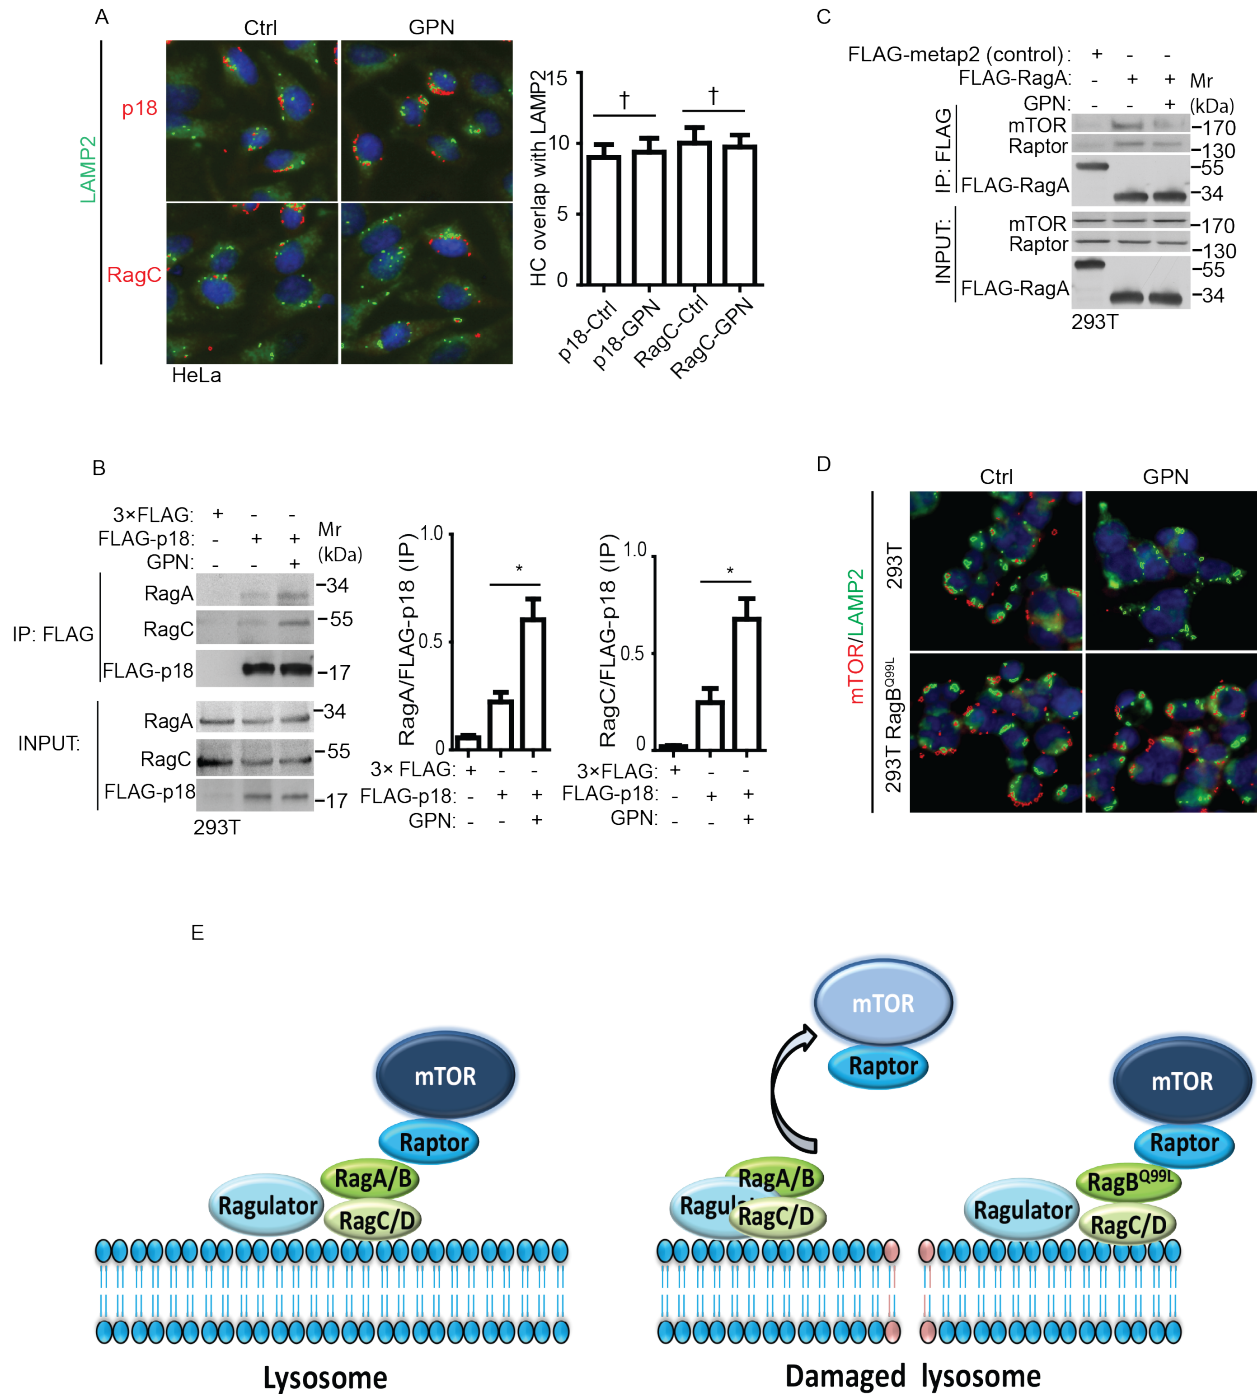 A
Ctrl
GPN
LAMP2
p18
RagC
HeLa
HC overlap with LAMP2
15
10
5
0
†
†
p18-Ctrl
p18-GPN
RagC-Ctrl
RagC-GPN
C
FLAG-metap2 (control) : + - -
FLAG-RagA: - + +
GPN: - - +
Mr
(kDa)
IP: FLAG
mTOR
Raptor
FLAG-RagA
170
130
55
34
INPUT:
mTOR
Raptor
FLAG-RagA
170
130
55
34
293T
B
3×FLAG: + - -
FLAG-p18: - + +
GPN: - - +
Mr
(kDa)
IP: FLAG
RagA
RagC
FLAG-p18
34
55
17
INPUT:
RagA
RagC
FLAG-p18
34
55
17
293T
RagA/FLAG-p18 (IP)
1.0
0.5
0
*
3× FLAG: + - -
FLAG-p18: - + +
GPN: - - +
RagC/FLAG-p18 (IP)
1.0
0.5
0
*
3×FLAG: + - -
FLAG-p18: - + +
GPN: - - +
D
Ctrl
GPN
mTOR/LAMP2
293T
293T RagBQ99L
E
mTOR
Raptor
RagA/B
Ragulator
RagC/D
Lysosome
mTOR
Raptor
RagA/B
Ragul
RagC/D
mTOR
Raptor
RagBQ99L
Ragulator
RagC/D
Damaged lysosome